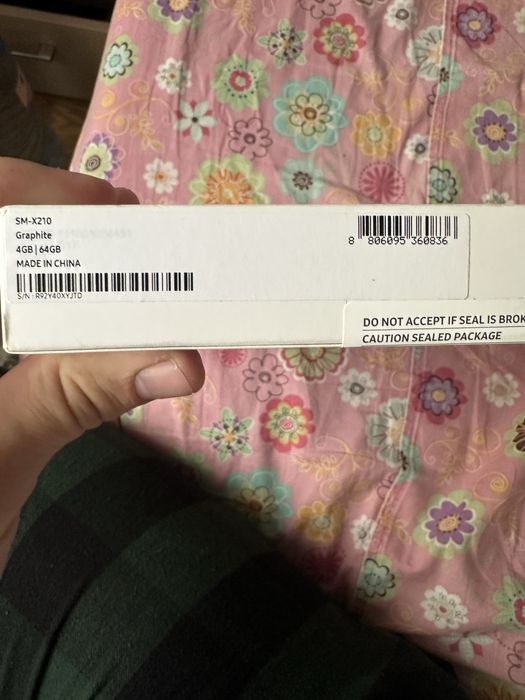 SM-X210
Graphite
4GB | 64GB
MADE IN CHINA
S/N : R92Y40XYJTD
8 806095 360836
DO NOT ACCEPT IF SEAL IS BROK
CAUTION SEALED PACKAGE